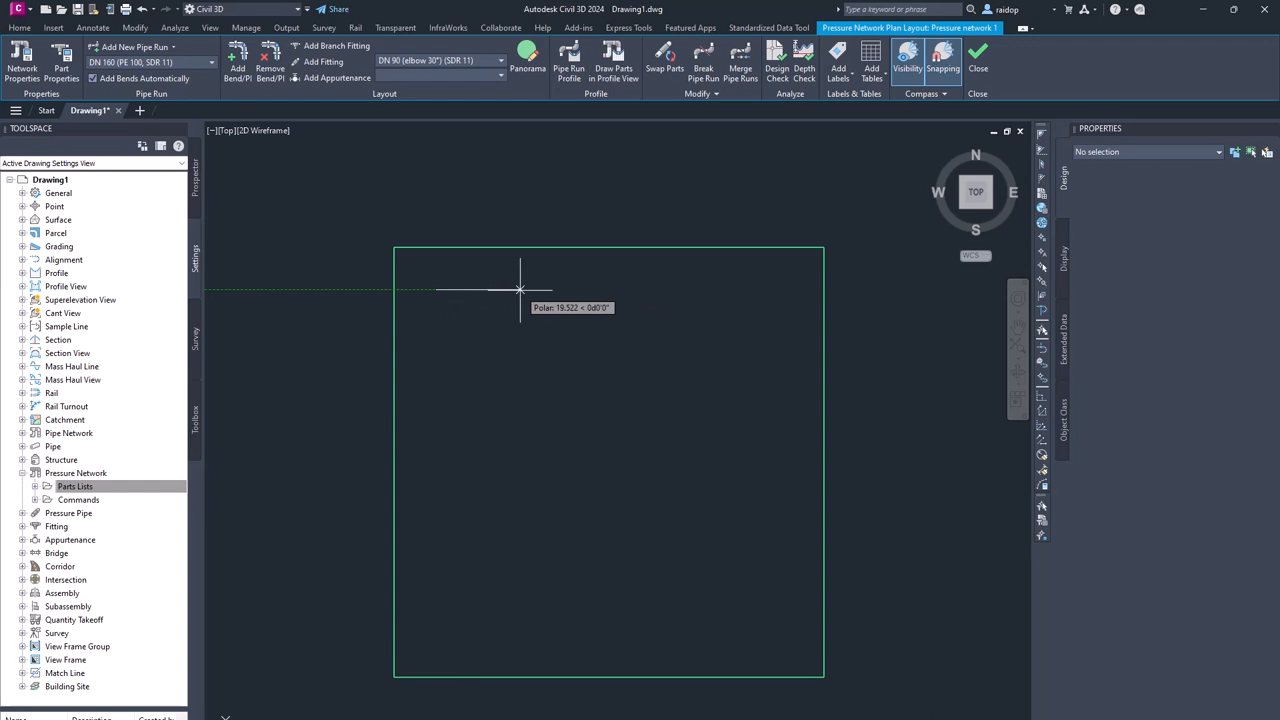 Civil 3D
Share
Autodesk Civil 3D 2024 Drawing1.dwg
Type a keyword or phrase
raidop
Home Insert Annotate Modify Analyze View Manage Output Survey Rail Transparent InfraWorks Collaborate Help Add-ins Express Tools Featured Apps Standardized Data Tool Pressure Network Plan Layout: Pressure network 1
Network Properties
Part Properties
Properties
Add New Pipe Run
DN 160 (PE 100, SDR 11)
Add Bends Automatically
Pipe Run
Add Bend/PI
Remove Bend/PI
Add Branch Fitting
Add Fitting
Add Appurtenance
DN 90 (elbow 30°) (SDR 11)
Layout
Panorama
Pipe Run Profile
Draw Parts in Profile View
Profile
Swap Parts
Break Pipe Run
Merge Pipe Runs
Modify
Design Check
Depth Check
Analyze
Add Labels
Add Tables
Labels & Tables
Visibility
Snapping
Compass
Close
Close
Start
Drawing1*
TOOLSPACE
Active Drawing Settings View
Drawing1
General
Point
Surface
Parcel
Grading
Alignment
Profile
Profile View
Superelevation View
Cant View
Sample Line
Section
Section View
Mass Haul Line
Mass Haul View
Rail
Rail Turnout
Catchment
Pipe Network
Pipe
Structure
Pressure Network
Parts Lists
Commands
Pressure Pipe
Fitting
Appurtenance
Bridge
Corridor
Intersection
Assembly
Subassembly
Quantity Takeoff
Survey
View Frame Group
View Frame
Match Line
Building Site
Name
Description
Created by
Prospector
Settings
Survey
Toolbox
[−][Top][2D Wireframe]
Polar: 19.522 < 0d0'0"
N
W
TOP
E
S
WCS
PROPERTIES
No selection
Design
Display
Extended Data
Object Class